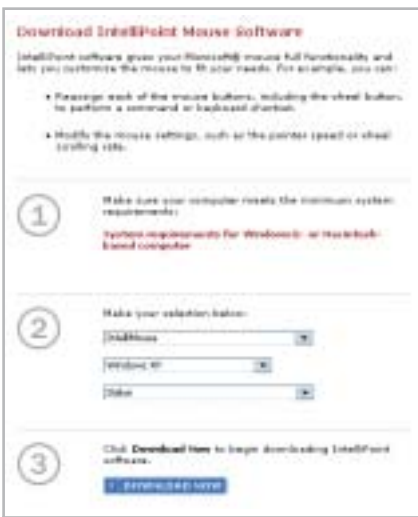 Download IntelliPoint Mouse Software
IntelliPoint software gives your Microsoft® mouse full functionality and
lets you customize the mouse to fit your needs. For example, you can:
• Reassign each of the mouse buttons, including the wheel button,
to perform a command or keyboard shortcut.
• Modify the mouse settings, such as the pointer speed or wheel
scrolling rate.
1
Make sure your computer meets the minimum system
requirements:
System requirements for Windows- or Macintosh-
based computer
2
Make your selection below:
IntelliMouse
Windows XP
3
Click Download Now to begin downloading IntelliPoint
software.
DOWNLOAD NOW